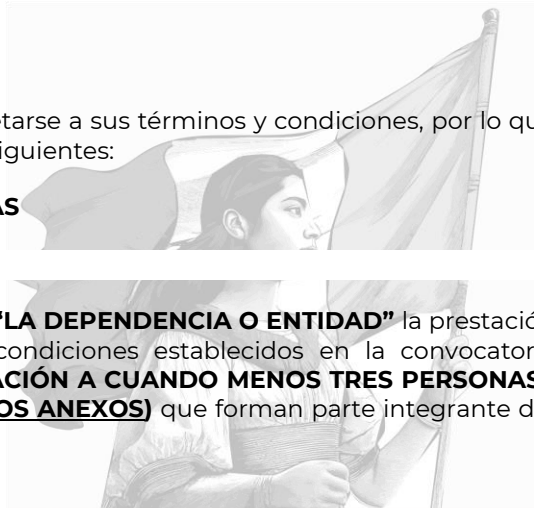 etarse a sus términos y condiciones, por lo qu
iguientes:
AS
"LA DEPENDENCIA O ENTIDAD" la prestació
condiciones establecidos en la convocator
ACIÓN A CUANDO MENOS TRES PERSONAS
OS ANEXOS) que forman parte integrante d